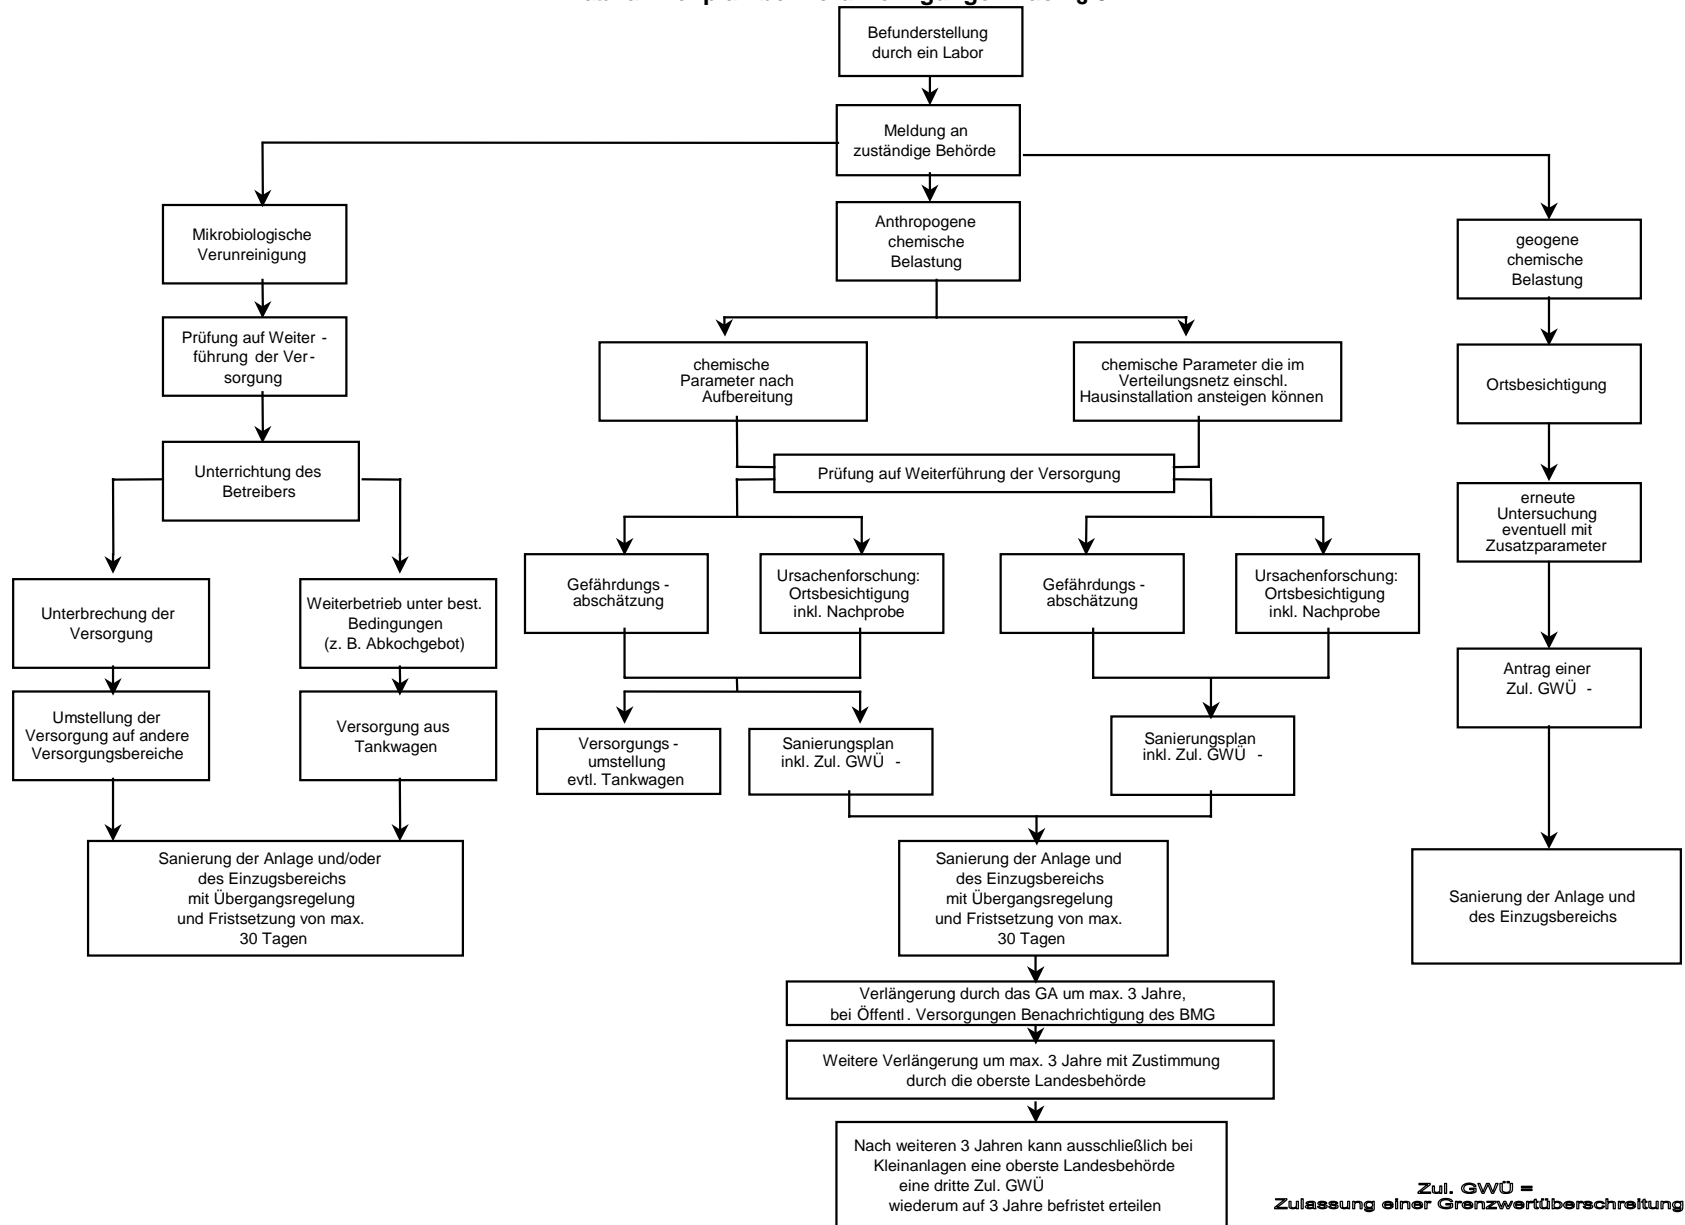 Befunderstellung
durch ein Labor
Meldung an
zuständige Behörde
Mikrobiologische
Verunreinigung
Prüfung auf Weiter -
führung der Ver-
sorgung
Unterrichtung des
Betreibers
Unterbrechung der
Versorgung
Weiterbetrieb unter best.
Bedingungen
(z. B. Abkochgebot)
Umstellung der
Versorgung auf andere
Versorgungsbereiche
Versorgung aus
Tankwagen
Sanierung der Anlage und/oder
des Einzugsbereichs
mit Übergangsregelung
und Fristsetzung von max.
30 Tagen
Anthropogene
chemische
Belastung
chemische
Parameter nach
Aufbereitung
chemische Parameter die im
Verteilungsnetz einschl.
Hausinstallation ansteigen können
Prüfung auf Weiterführung der Versorgung
Gefährdungs -
abschätzung
Ursachenforschung:
Ortsbesichtigung
inkl. Nachprobe
Gefährdungs -
abschätzung
Ursachenforschung:
Ortsbesichtigung
inkl. Nachprobe
Versorgungs -
umstellung
evtl. Tankwagen
Sanierungsplan
inkl. Zul. GWÜ -
Sanierungsplan
inkl. Zul. GWÜ -
Sanierung der Anlage und
des Einzugsbereichs
mit Übergangsregelung
und Fristsetzung von max.
30 Tagen
Verlängerung durch das GA um max. 3 Jahre,
bei Öffentl. Versorgungen Benachrichtigung des BMG
Weitere Verlängerung um max. 3 Jahre mit Zustimmung
durch die oberste Landesbehörde
Nach weiteren 3 Jahren kann ausschließlich bei
Kleinanlagen eine oberste Landesbehörde
eine dritte Zul. GWÜ
wiederum auf 3 Jahre befristet erteilen
geogene
chemische
Belastung
Ortsbesichtigung
erneute
Untersuchung
eventuell mit
Zusatzparameter
Antrag einer
Zul. GWÜ -
Sanierung der Anlage und
des Einzugsbereichs
Zul. GWÜ =
Zulassung einer Grenzwertüberschreitung